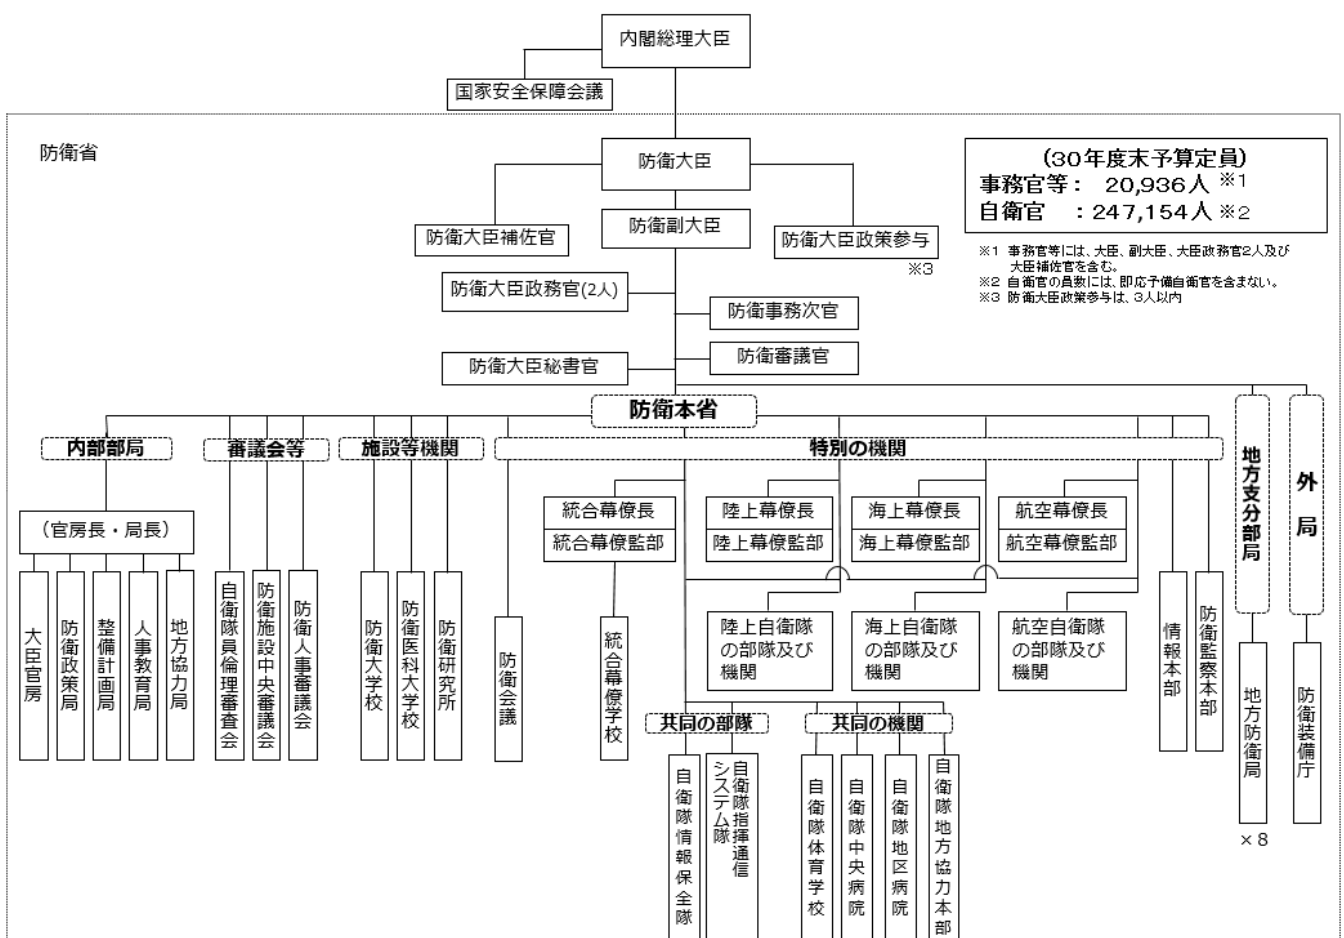 内閣総理大臣
国家安全保障会議
防衛省
防衛大臣
(30年度末予算定員)
事務官等： 20,936人 ※1
自衛官 ：247,154人 ※2
防衛大臣補佐官
防衛副大臣
防衛大臣政策参与
※3
※1 事務官等には、大臣、副大臣、大臣政務官2人及び
大臣補佐官を含む。
※2 自衛官の員数には、即応予備自衛官を含まない。
※3 防衛大臣政策参与は、3人以内
防衛大臣政務官(2人)
防衛事務次官
防衛審議官
防衛大臣秘書官
防衛本省
内部部局
審議会等
施設等機関
特別の機関
地方支分部局
外局
（官房長・局長）
統合幕僚長
統合幕僚監部
陸上幕僚長
陸上幕僚監部
海上幕僚長
海上幕僚監部
航空幕僚長
航空幕僚監部
大臣官房
防衛政策局
整備計画局
人事教育局
地方協力局
自衛隊員倫理審査会
防衛施設中央審議会
防衛人事審議会
防衛大学校
防衛医科大学校
防衛研究所
防衛会議
統合幕僚学校
陸上自衛隊
の部隊及び
機関
海上自衛隊
の部隊及び
機関
航空自衛隊
の部隊及び
機関
情報本部
防衛監察本部
地方防衛局
×8
防衛装備庁
共同の部隊
共同の機関
自衛隊情報保全隊
自衛隊指揮通信
システム隊
自衛隊体育学校
自衛隊中央病院
自衛隊地区病院
自衛隊地方協力本部